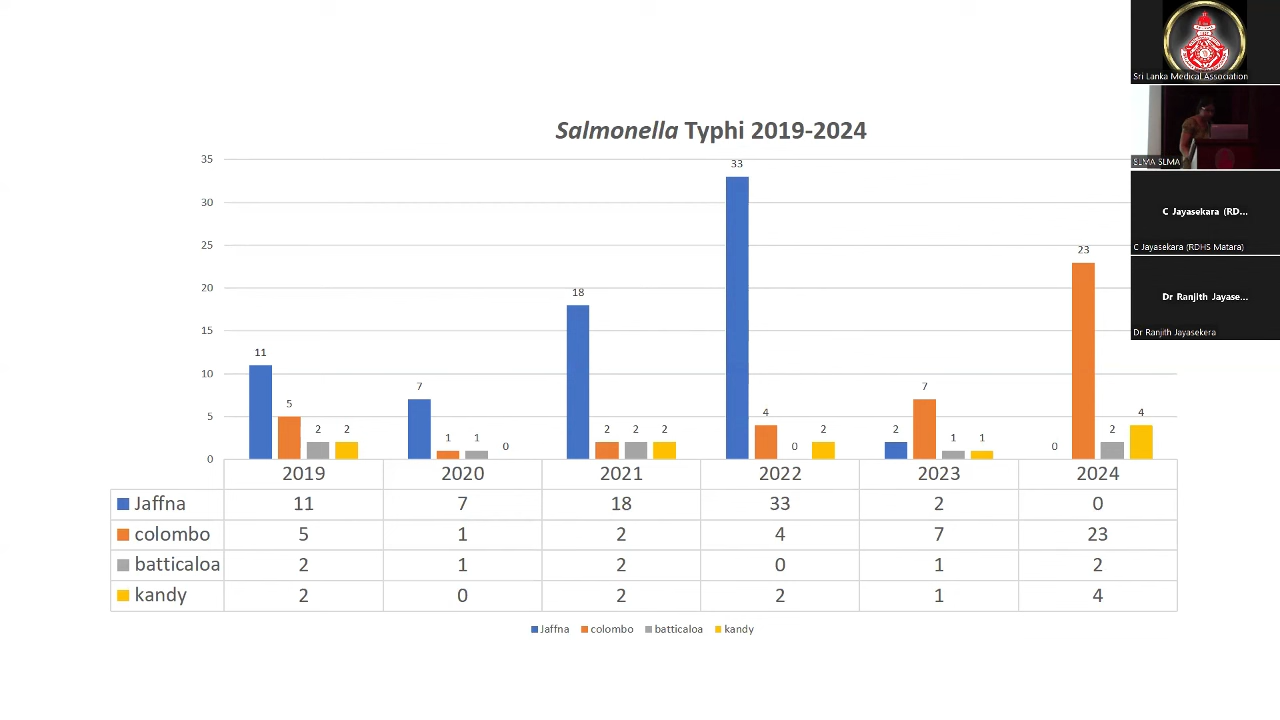 Sri Lanka Medical Association
Salmonella Typhi 2019-2024
SLMA SLMA
C Jayasekara (RD...
C Jayasekara (RDHS Matara)
Dr Ranjith Jayase...
Dr Ranjith Jayasekera
35
30
25
20
15
10
5
0
11 5 2 2 7 1 1 0 18 2 2 2 33 4 0 2 2 7 1 1 0 23 2 4
2019 2020 2021 2022 2023 2024
Jaffna 11 7 18 33 2 0
colombo 5 1 2 4 7 23
batticaloa 2 1 2 0 1 2
kandy 2 0 2 2 1 4
Jaffna colombo batticaloa kandy